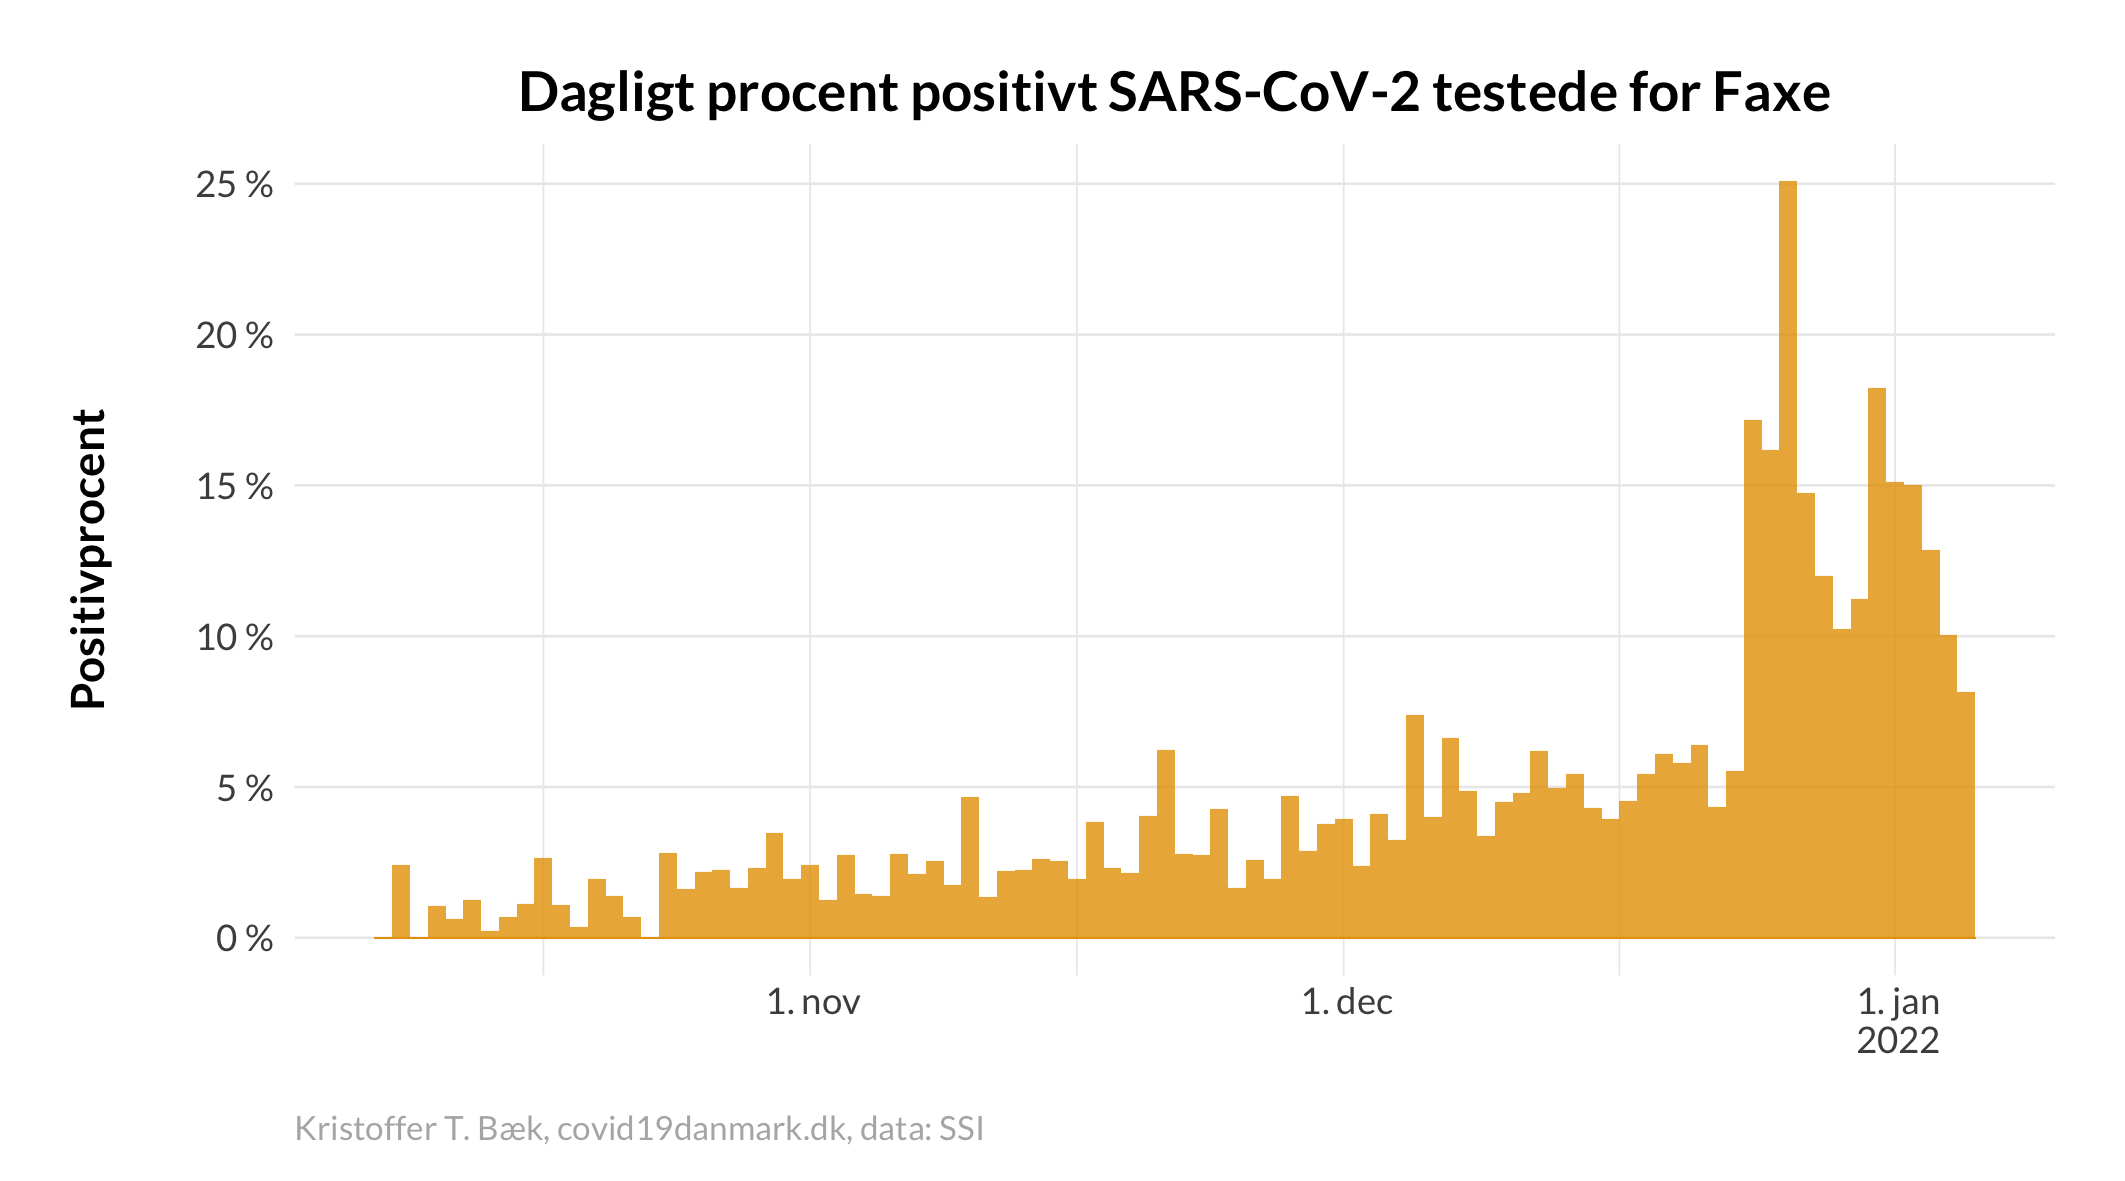 Dagligt procent positivt SARS-CoV-2 testede for Faxe
Positivprocent
25 %
20 %
15 %
10 %
5 %
0 %
1. nov
1. dec
1. jan
2022
Kristoffer T. Bæk, covid19danmark.dk, data: SSI